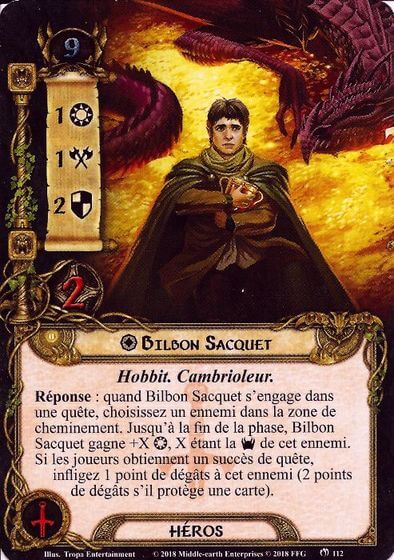 9
1
1
2
2
Bilbon Sacquet
Hobbit. Cambrioleur.
Réponse : quand Bilbon Sacquet s'engage dans
une quête, choisissez un ennemi dans la zone de
cheminement. Jusqu'à la fin de la phase, Bilbon
Sacquet gagne +X , X étant la de cet ennemi.
Si les joueurs obtiennent un succès de quête,
infligez 1 point de dégâts à cet ennemi (2 points
de dégâts s'il protège une carte).
HÉROS
Illus. Tropa Entertainment © 2018 Middle-earth Enterprises © 2018 FFG 112